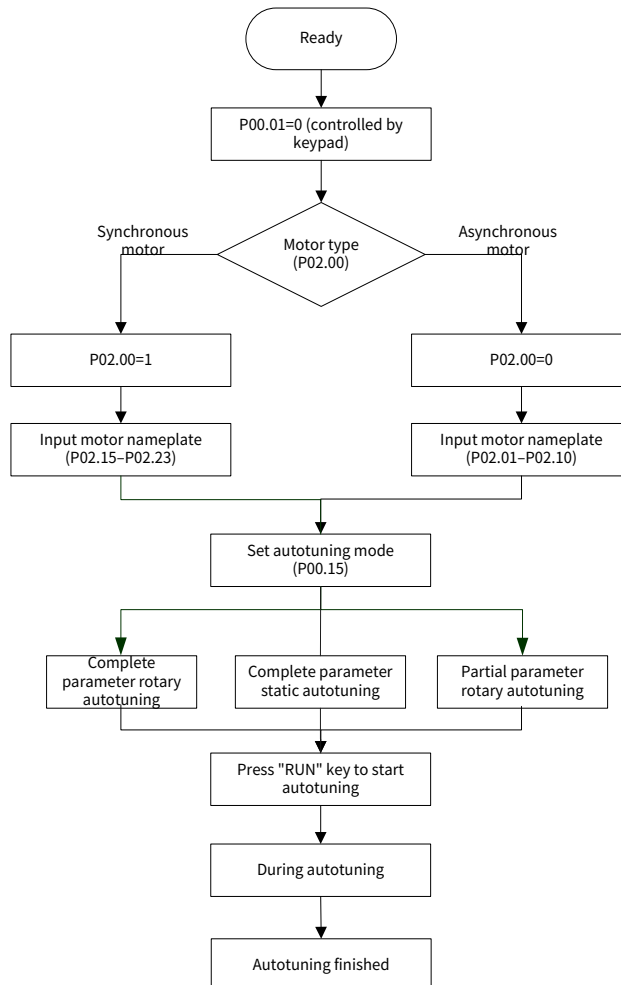 Ready
P00.01=0 (controlled by
keypad)
Synchronous
motor
Motor type
(P02.00)
Asynchronous
motor
P02.00=1
P02.00=0
Input motor nameplate
(P02.15–P02.23)
Input motor nameplate
(P02.01–P02.10)
Set autotuning mode
(P00.15)
Complete
parameter rotary
autotuning
Complete parameter
static autotuning
Partial parameter
rotary autotuning
Press "RUN" key to start
autotuning
During autotuning
Autotuning finished